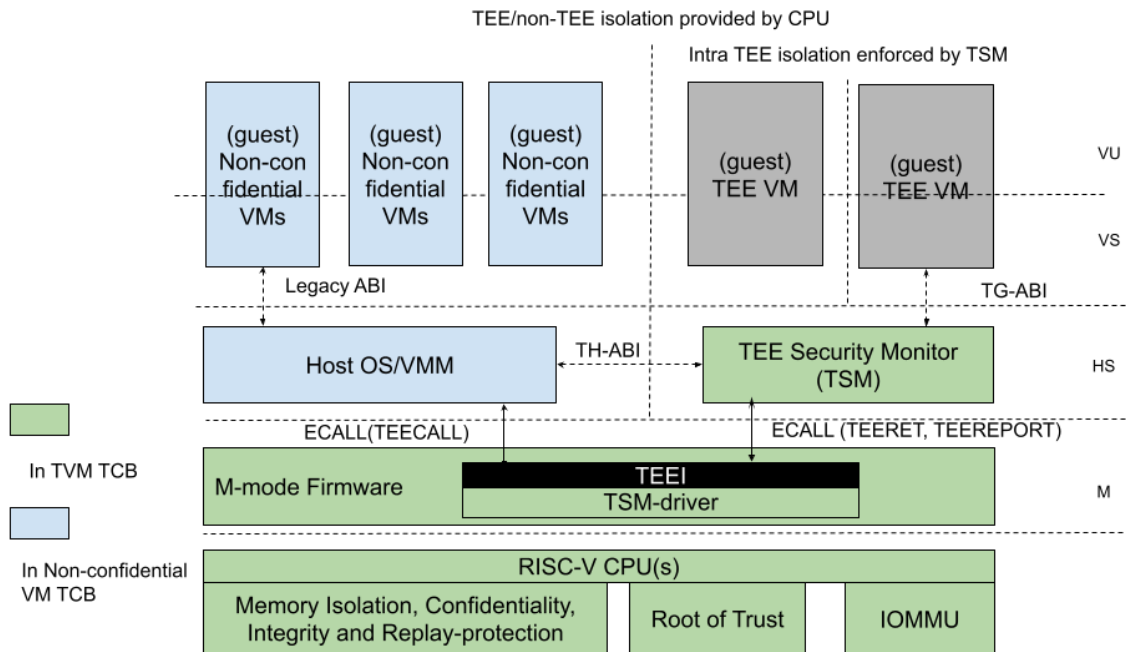 TEE/non-TEE isolation provided by CPU
Intra TEE isolation enforced by TSM
(guest)
Non-con
fidential
VMs
(guest)
Non-con
fidential
VMs
(guest)
Non-con
fidential
VMs
(guest)
TEE VM
(guest)
TEE VM
VU
VS
Legacy ABI
TG-ABI
Host OS/VMM
TH-ABI
TEE Security Monitor
(TSM)
HS
ECALL(TEECALL)
ECALL (TEERET, TEEREPORT)
In TVM TCB
M-mode Firmware
TEEI
TSM-driver
M
In Non-confidential
VM TCB
RISC-V CPU(s)
Memory Isolation, Confidentiality,
Integrity and Replay-protection
Root of Trust
IOMMU